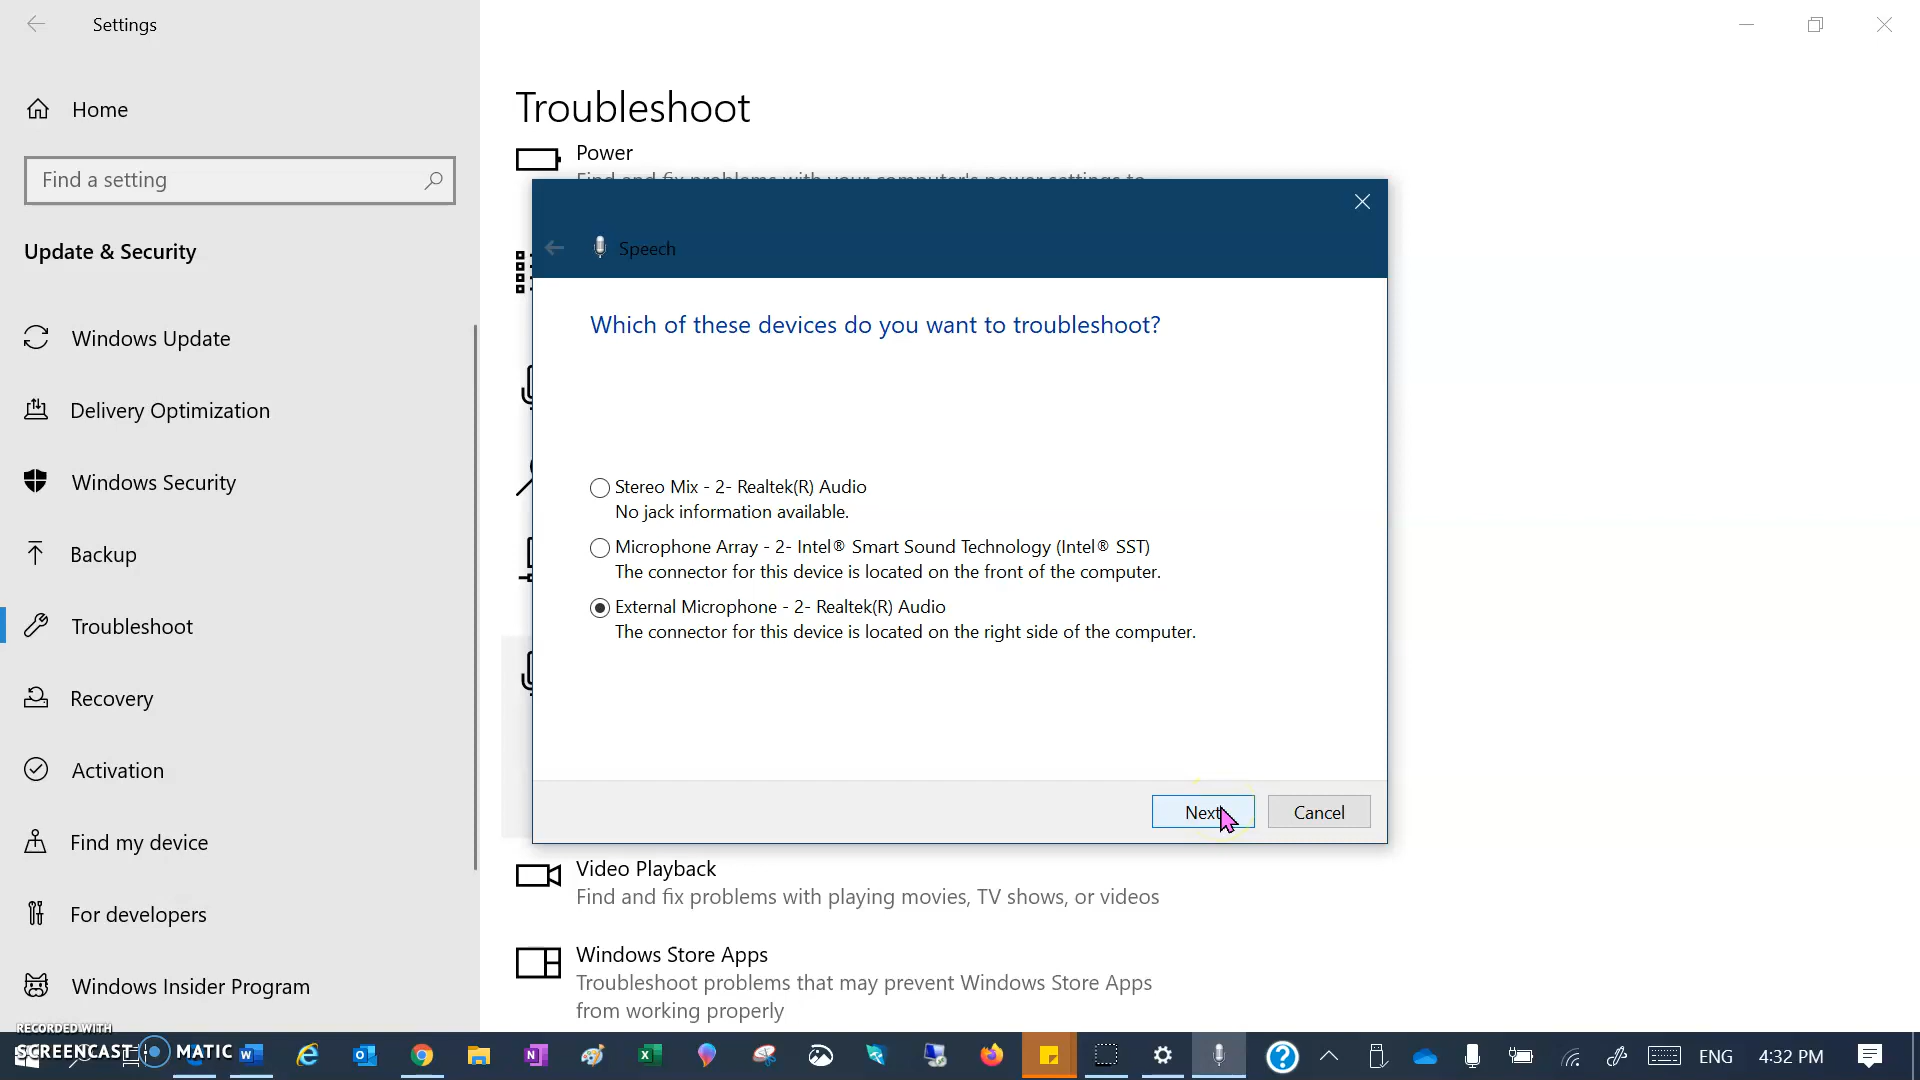 Settings
Home
Find a setting
Update & Security
Windows Update
Delivery Optimization
Windows Security
Backup
Troubleshoot
Recovery
Activation
Find my device
For developers
Windows Insider Program
Troubleshoot
Power
Speech
Which of these devices do you want to troubleshoot?
Stereo Mix - 2- Realtek(R) Audio
No jack information available.
Microphone Array - 2- Intel® Smart Sound Technology (Intel® SST)
The connector for this device is located on the front of the computer.
External Microphone - 2- Realtek(R) Audio
The connector for this device is located on the right side of the computer.
Next
Cancel
Video Playback
Find and fix problems with playing movies, TV shows, or videos
Windows Store Apps
Troubleshoot problems that may prevent Windows Store Apps
from working properly
RECORDED WITH
SCREENCAST MATIC
ENG
4:32 PM